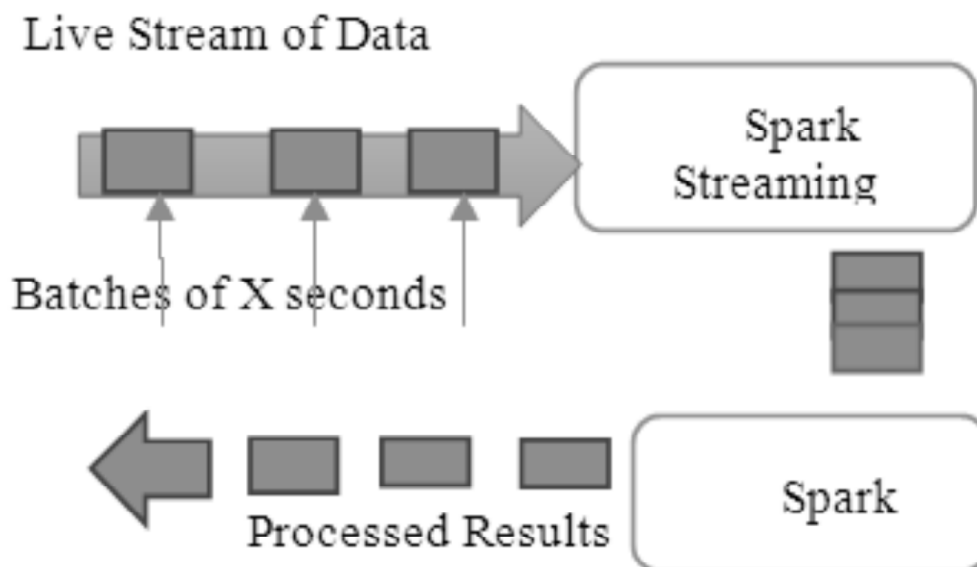 Live Stream of Data
Spark
Streaming
Batches of X seconds
Processed Results
Spark